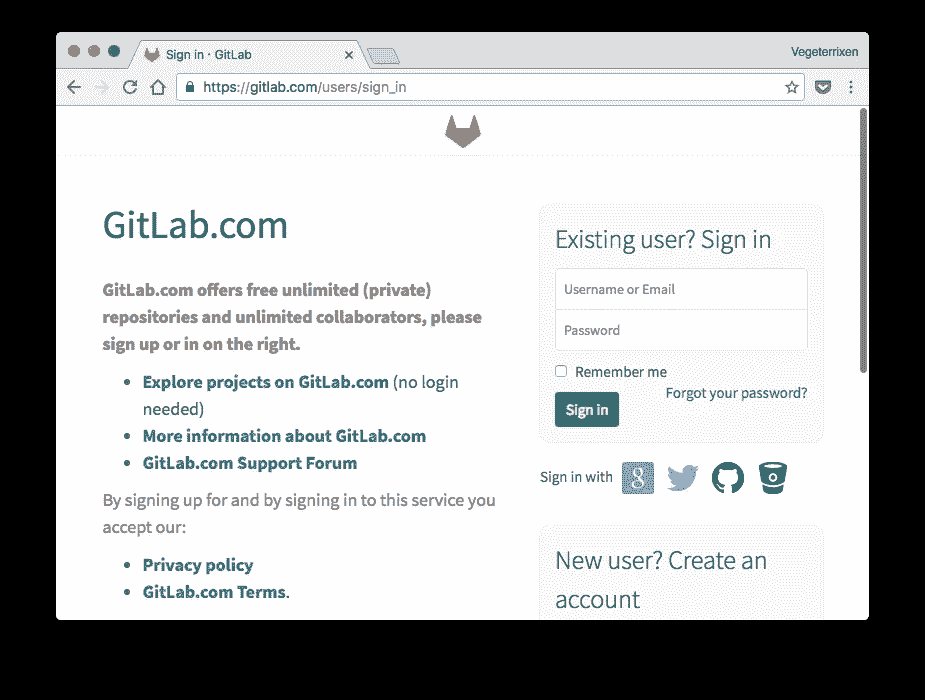 Sign in · GitLab
Vegeterrixen
https://gitlab.com/users/sign_in
GitLab.com
GitLab.com offers free unlimited (private)
repositories and unlimited collaborators, please
sign up or in on the right.
Explore projects on GitLab.com (no login
needed)
More information about GitLab.com
GitLab.com Support Forum
By signing up for and by signing in to this service you
accept our:
Privacy policy
GitLab.com Terms.
Existing user? Sign in
Username or Email
Password
Remember me
Forgot your password?
Sign in
Sign in with
New user? Create an
account